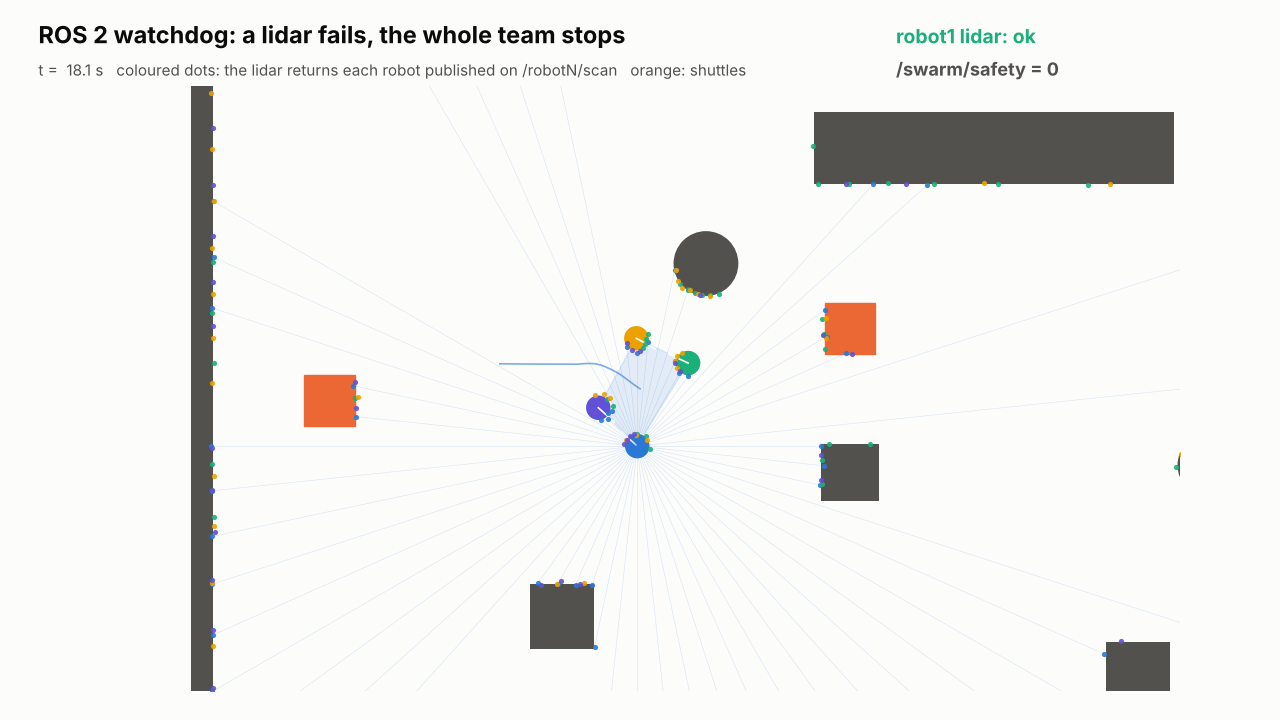 ROS 2 watchdog: a lidar fails, the whole team stops
robot1 lidar: ok
t = 18.1 s coloured dots: the lidar returns each robot published on /robotN/scan orange: shuttles
/swarm/safety = 0